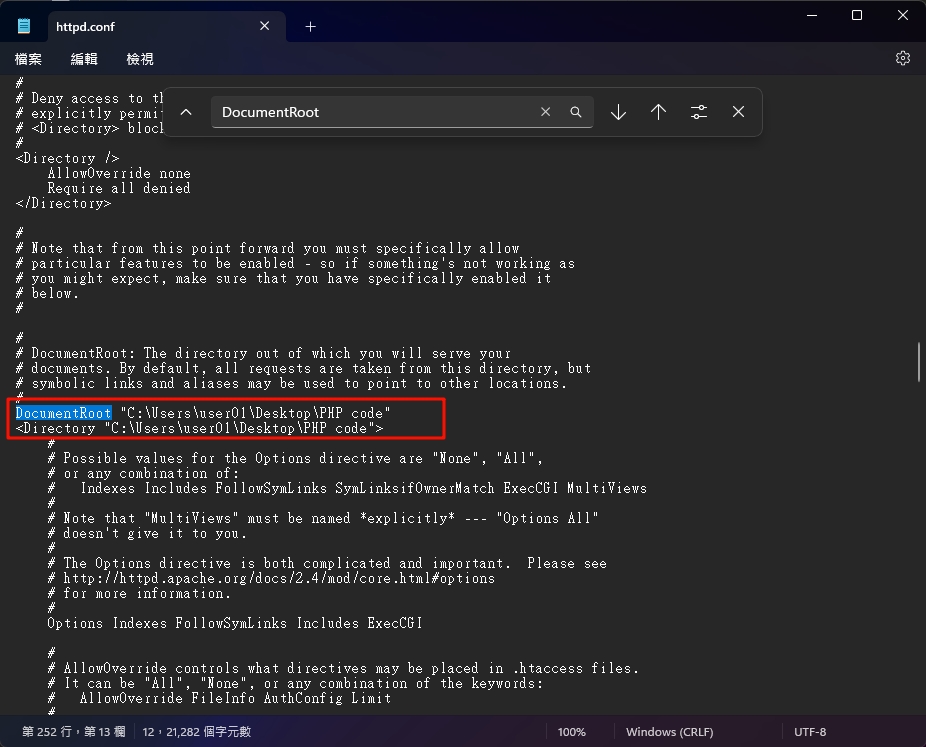 httpd.conf
檔案 編輯 檢視
DocumentRoot
#
# Deny access to th
# explicitly permi
# <Directory> bloc
#
<Directory />
    AllowOverride none
    Require all denied
</Directory>
#
# Note that from this point forward you must specifically allow
# particular features to be enabled - so if something's not working as
# you might expect, make sure that you have specifically enabled it
# below.
#
#
# DocumentRoot: The directory out of which you will serve your
# documents. By default, all requests are taken from this directory, but
# symbolic links and aliases may be used to point to other locations.
#
DocumentRoot "C:\Users\user01\Desktop\PHP code"
<Directory "C:\Users\user01\Desktop\PHP code">
    #
    # Possible values for the Options directive are "None", "All",
    # or any combination of:
    #   Indexes Includes FollowSymLinks SymLinksifOwnerMatch ExecCGI MultiViews
    #
    # Note that "MultiViews" must be named *explicitly* --- "Options All"
    # doesn't give it to you.
    #
    # The Options directive is both complicated and important.  Please see
    # http://httpd.apache.org/docs/2.4/mod/core.html#options
    # for more information.
    #
    Options Indexes FollowSymLinks Includes ExecCGI
    #
    # AllowOverride controls what directives may be placed in .htaccess files.
    # It can be "All", "None", or any combination of the keywords:
    #   AllowOverride FileInfo AuthConfig Limit
    #
第 252 行，第 13 欄 12，21,282 個字元數 100% Windows (CRLF) UTF-8